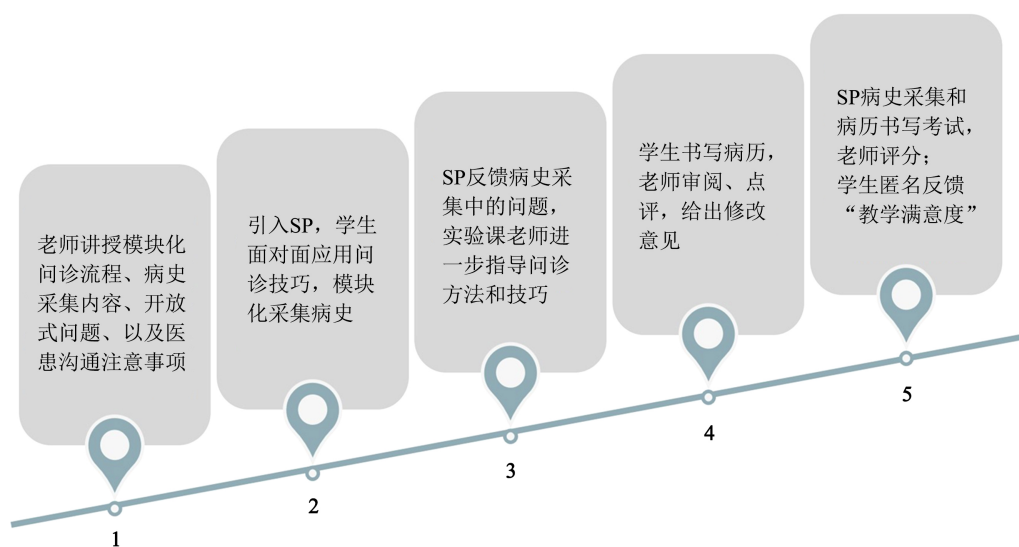 老师讲授模块化
问诊流程、病史
采集内容、开放
式问题、以及医
患沟通注意事项
1
引入SP，学生
面对面应用问
诊技巧，模块
化采集病史
2
SP反馈病史采
集中的问题，
实验课老师进
一步指导问诊
方法和技巧
3
学生书写病历，
老师审阅、点
评，给出修改
意见
4
SP病史采集和
病历书写考试，
老师评分；
学生匿名反馈
“教学满意度”
5